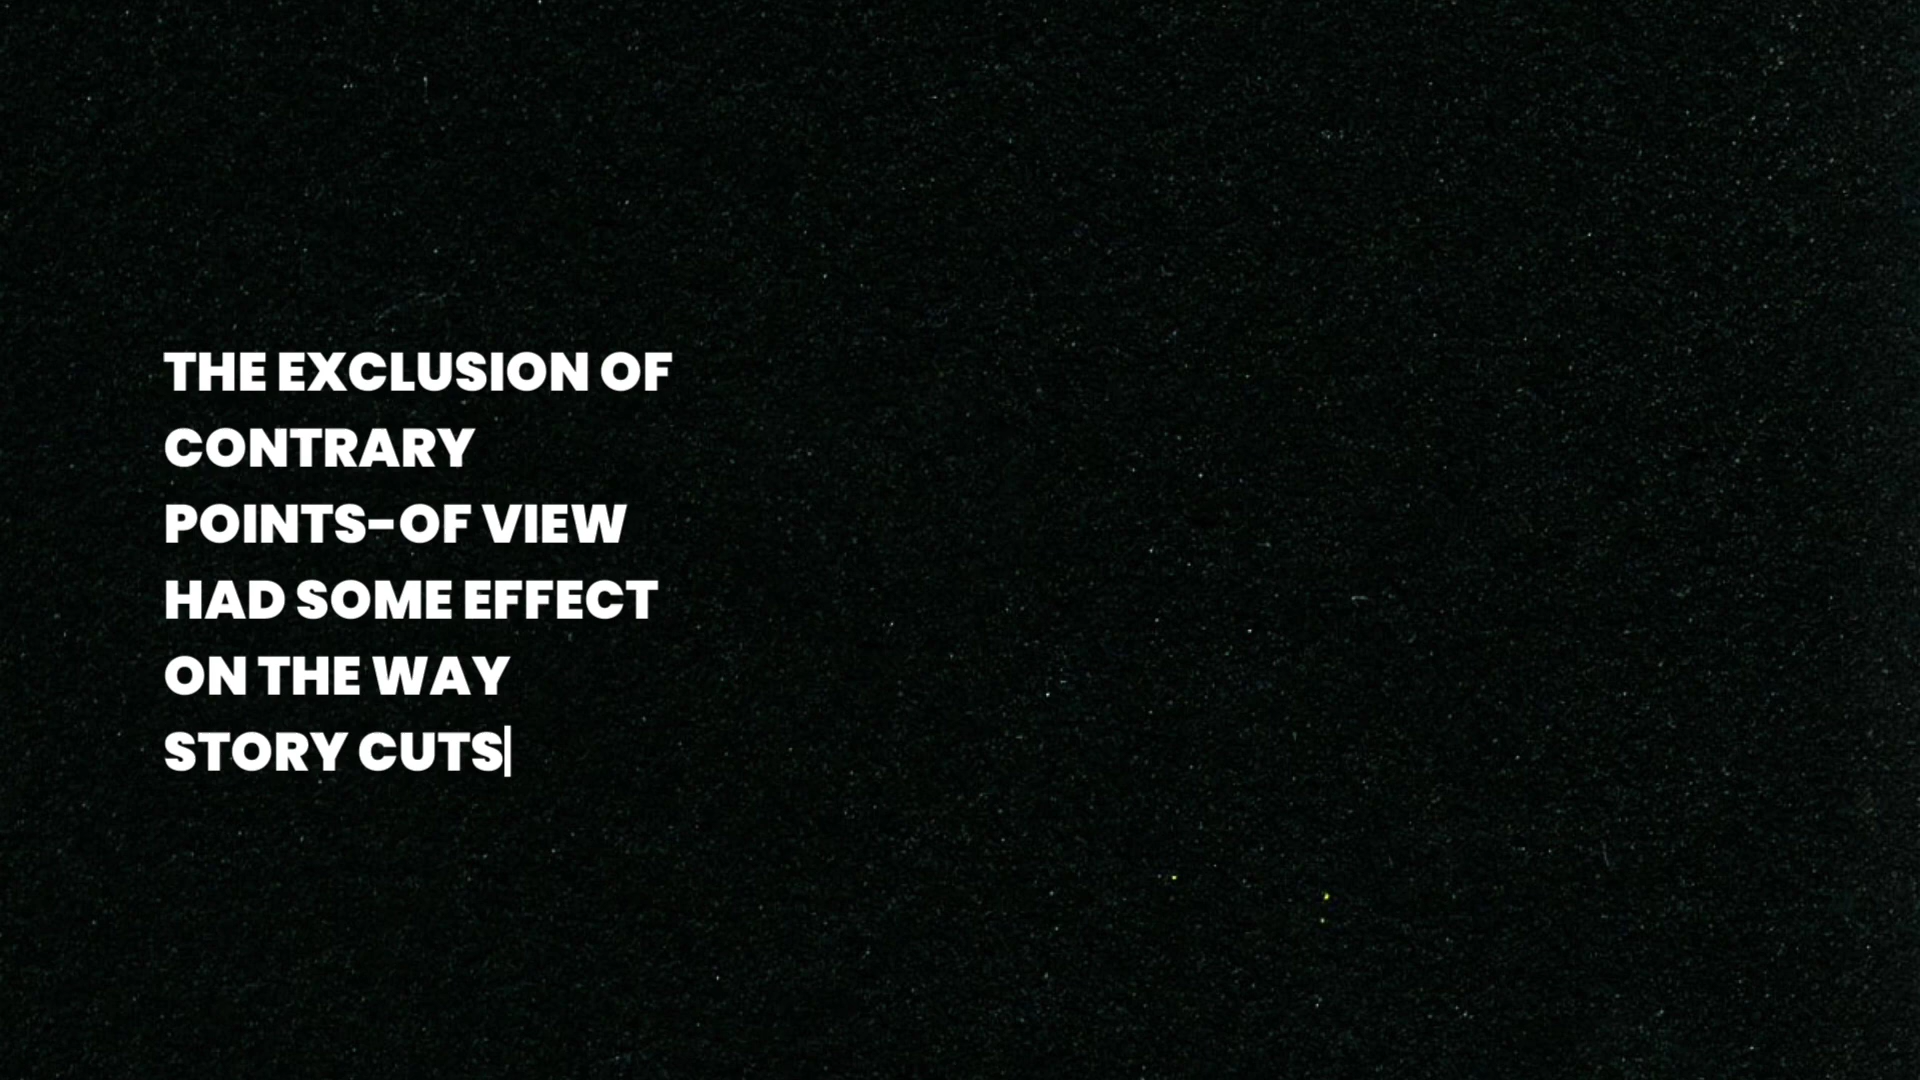 THE EXCLUSION OF
CONTRARY
POINTS-OF VIEW
HAD SOME EFFECT
ON THE WAY
STORY CUTS